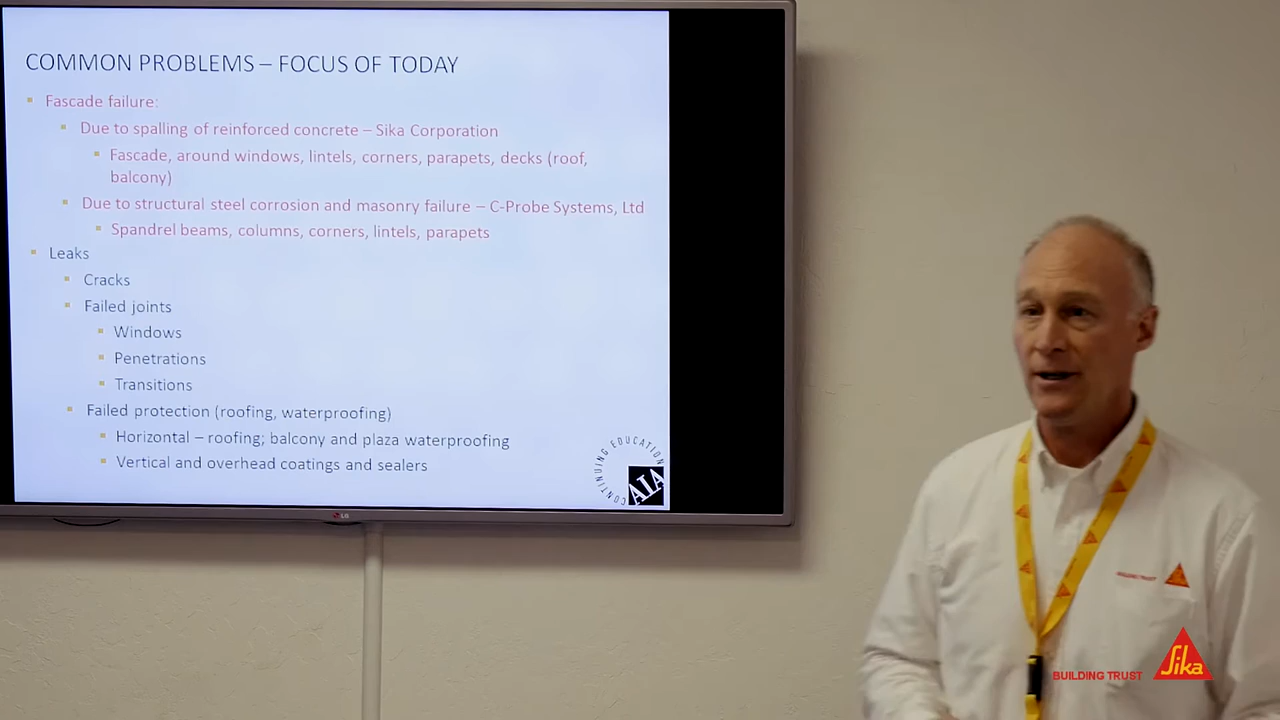 COMMON PROBLEMS – FOCUS OF TODAY
Fascade failure:
Due to spalling of reinforced concrete – Sika Corporation
Fascade, around windows, lintels, corners, parapets, decks (roof,
balcony)
Due to structural steel corrosion and masonry failure – C-Probe Systems, Ltd
Spandrel beams, columns, corners, lintels, parapets
Leaks
Cracks
Failed joints
Windows
Penetrations
Transitions
Failed protection (roofing, waterproofing)
Horizontal – roofing; balcony and plaza waterproofing
Vertical and overhead coatings and sealers
CONTINUING EDUCATION
AIA
LG
BUILDING TRUST
BUILDING TRUST
Sika